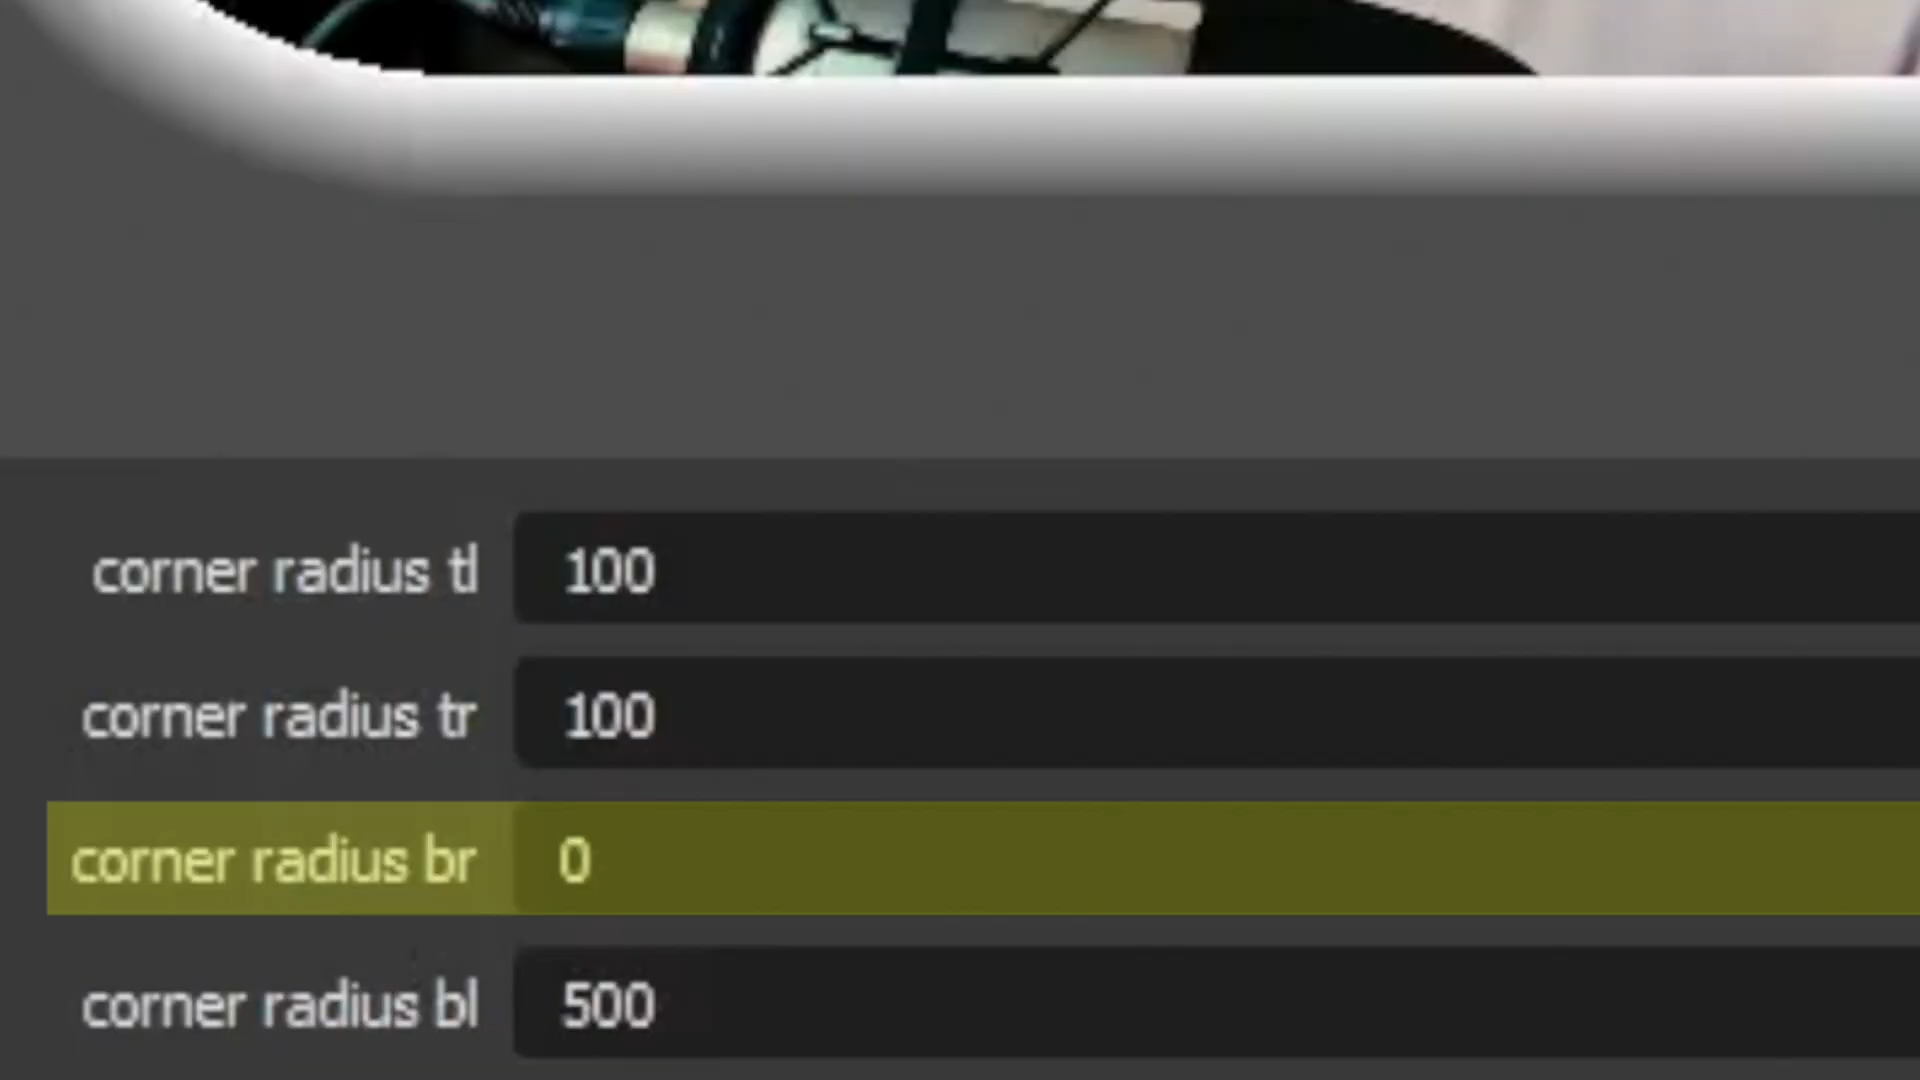 corner radius tl 100
corner radius tr 100
corner radius br 0
corner radius bl 500